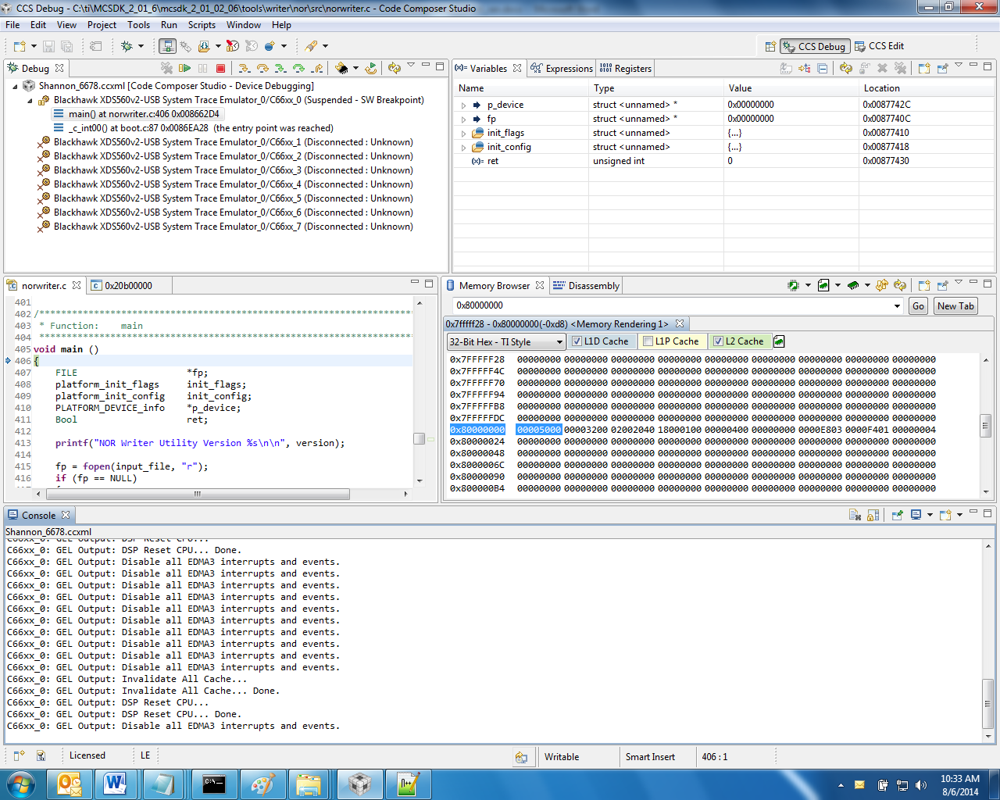 CCS Debug - C:\ti\MCSDK_2_01_6\mcsdk_2_01_02_06\tools\writer\nor\src\norwriter.c - Code Composer Studio
File Edit View Project Tools Run Scripts Window Help
CCS Debug CCS Edit
Debug
Shannon_6678.ccxml [Code Composer Studio - Device Debugging]
Blackhawk XDS560v2-USB System Trace Emulator_0/C66xx_0 (Suspended - SW Breakpoint)
main() at norwriter.c:406 0x008662D4
_c_int00() at boot.c:87 0x0086EA28 (the entry point was reached)
Blackhawk XDS560v2-USB System Trace Emulator_0/C66xx_1 (Disconnected : Unknown)
Blackhawk XDS560v2-USB System Trace Emulator_0/C66xx_2 (Disconnected : Unknown)
Blackhawk XDS560v2-USB System Trace Emulator_0/C66xx_3 (Disconnected : Unknown)
Blackhawk XDS560v2-USB System Trace Emulator_0/C66xx_4 (Disconnected : Unknown)
Blackhawk XDS560v2-USB System Trace Emulator_0/C66xx_5 (Disconnected : Unknown)
Blackhawk XDS560v2-USB System Trace Emulator_0/C66xx_6 (Disconnected : Unknown)
Blackhawk XDS560v2-USB System Trace Emulator_0/C66xx_7 (Disconnected : Unknown)
(x)= Variables Expressions Registers
Name Type Value Location
p_device struct <unnamed> * 0x00000000 0x0087742C
fp struct <unnamed> * 0x00000000 0x0087740C
init_flags struct <unnamed> {...} 0x00877410
init_config struct <unnamed> {...} 0x00877418
(x)= ret unsigned int 0 0x00877430
norwriter.c 0x20b00000
401
402 /*********************************************************************
403 * Function: main
404 *********************************************************************
405 void main ()
406 {
407 FILE *fp;
408 platform_init_flags init_flags;
409 platform_init_config init_config;
410 PLATFORM_DEVICE_info *p_device;
411 Bool ret;
412
413 printf("NOR Writer Utility Version %s\n\n", version);
414
415 fp = fopen(input_file, "r");
416 if (fp == NULL)
Memory Browser Disassembly
0x80000000 Go New Tab
0x7fffff28 - 0x80000000(-0xd8) <Memory Rendering 1>
32-Bit Hex - TI Style L1D Cache L1P Cache L2 Cache
0x7FFFFF28 00000000 00000000 00000000 00000000 00000000 00000000 00000000 00000000 00000000
0x7FFFFF4C 00000000 00000000 00000000 00000000 00000000 00000000 00000000 00000000 00000000
0x7FFFFF70 00000000 00000000 00000000 00000000 00000000 00000000 00000000 00000000 00000000
0x7FFFFF94 00000000 00000000 00000000 00000000 00000000 00000000 00000000 00000000 00000000
0x7FFFFFB8 00000000 00000000 00000000 00000000 00000000 00000000 00000000 00000000 00000000
0x7FFFFFDC 00000000 00000000 00000000 00000000 00000000 00000000 00000000 00000000 00000000
0x80000000 00005000 00003200 02002040 18000100 00000400 00000000 0000E803 0000F401 00000004
0x80000024 00000000 00000000 00000000 00000000 00000000 00000000 00000000 00000000 00000000
0x80000048 00000000 00000000 00000000 00000000 00000000 00000000 00000000 00000000 00000000
0x8000006C 00000000 00000000 00000000 00000000 00000000 00000000 00000000 00000000 00000000
0x80000090 00000000 00000000 00000000 00000000 00000000 00000000 00000000 00000000 00000000
0x800000B4 00000000 00000000 00000000 00000000 00000000 00000000 00000000 00000000 00000000
Console
Shannon_6678.ccxml
C66xx_0: GEL Output: DSP Reset CPU...
C66xx_0: GEL Output: DSP Reset CPU... Done.
C66xx_0: GEL Output: Disable all EDMA3 interrupts and events.
C66xx_0: GEL Output: Disable all EDMA3 interrupts and events.
C66xx_0: GEL Output: Disable all EDMA3 interrupts and events.
C66xx_0: GEL Output: Disable all EDMA3 interrupts and events.
C66xx_0: GEL Output: Disable all EDMA3 interrupts and events.
C66xx_0: GEL Output: Disable all EDMA3 interrupts and events.
C66xx_0: GEL Output: Disable all EDMA3 interrupts and events.
C66xx_0: GEL Output: Disable all EDMA3 interrupts and events.
C66xx_0: GEL Output: Disable all EDMA3 interrupts and events.
C66xx_0: GEL Output: Disable all EDMA3 interrupts and events.
C66xx_0: GEL Output: Invalidate All Cache...
C66xx_0: GEL Output: Invalidate All Cache... Done.
C66xx_0: GEL Output: DSP Reset CPU...
C66xx_0: GEL Output: DSP Reset CPU... Done.
C66xx_0: GEL Output: Disable all EDMA3 interrupts and events.
Licensed LE Writable Smart Insert 406 : 1
10:33 AM
8/6/2014